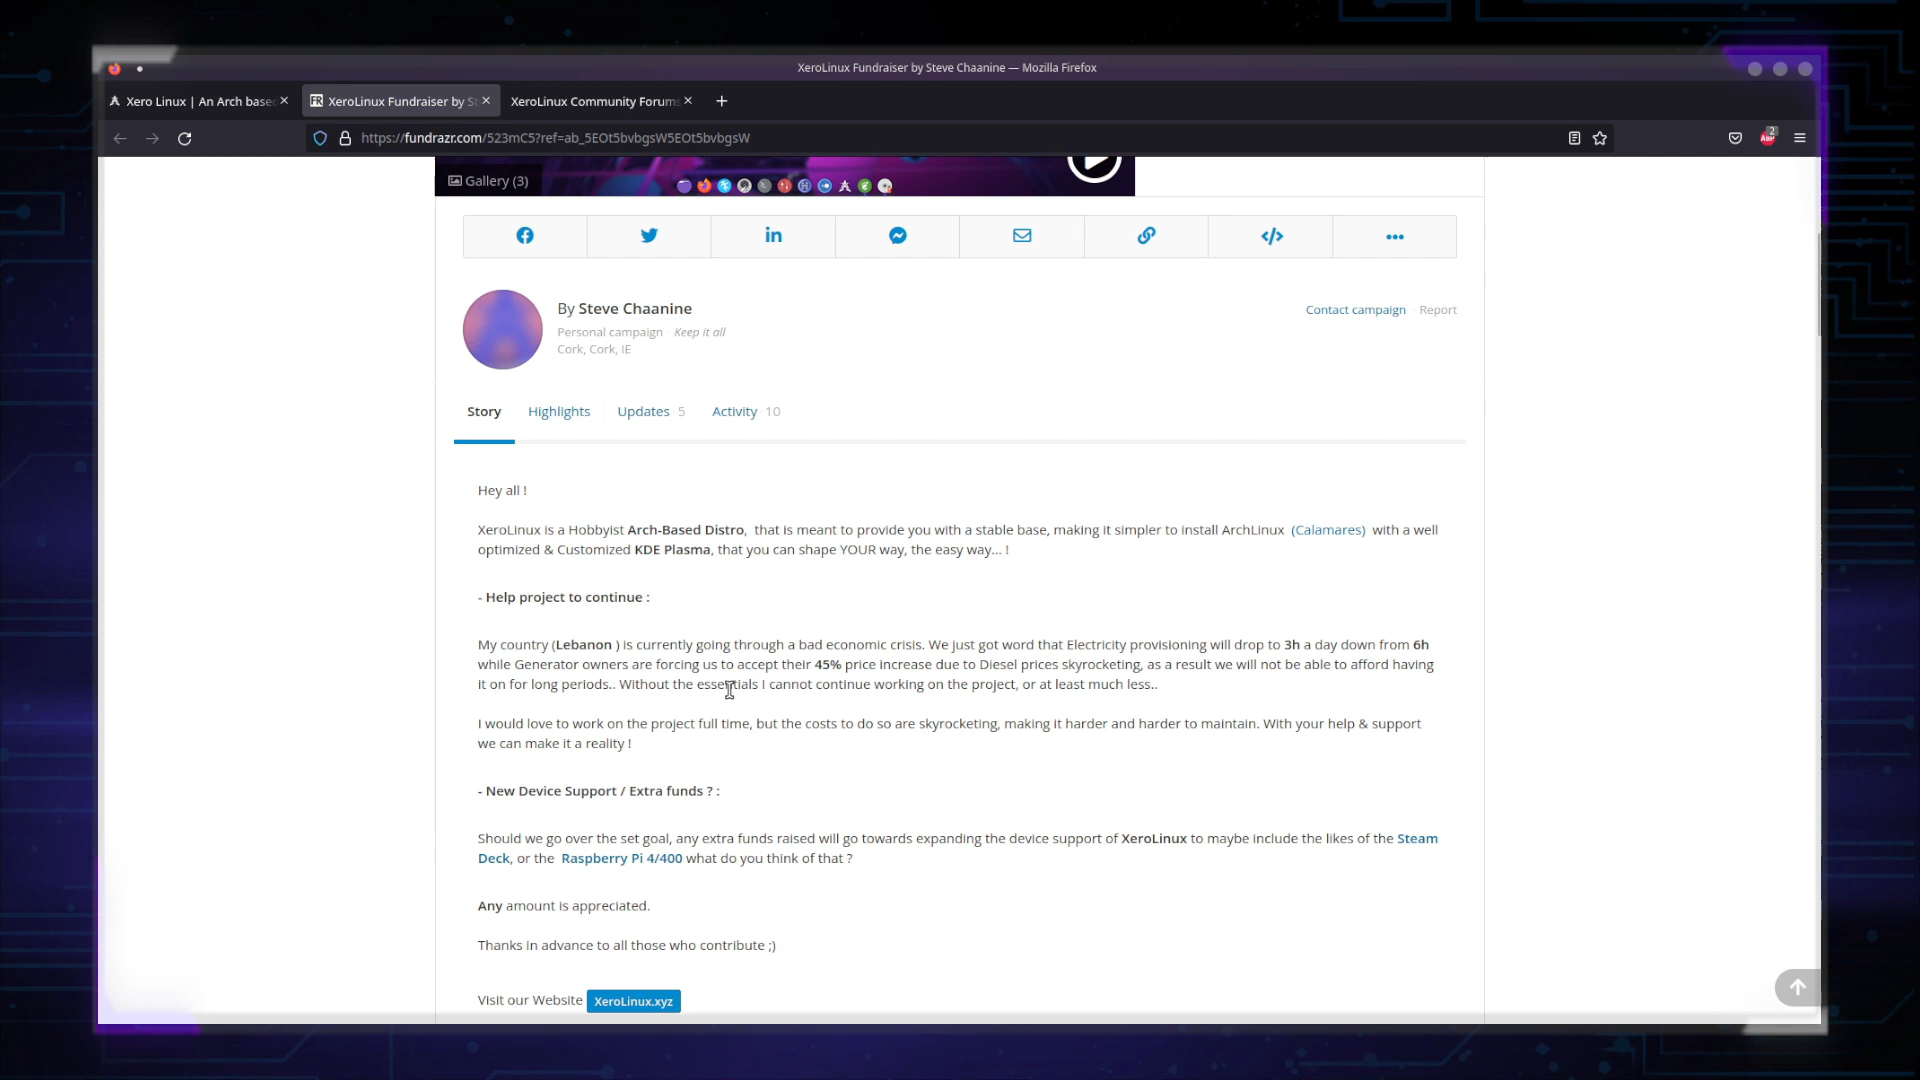 XeroLinux Fundraiser by Steve Chaanine — Mozilla Firefox
Xero Linux | An Arch base
XeroLinux Fundraiser by S
XeroLinux Community Forums
https://fundrazr.com/523mC5?ref=ab_5EOt5bvbgsW5EOt5bvbgsW
2
ABP
Gallery (3)
By Steve Chaanine
Contact campaign Report
Personal campaign · Keep it all
Cork, Cork, IE
Story Highlights Updates 5 Activity 10
Hey all !
XeroLinux is a Hobbyist Arch-Based Distro, that is meant to provide you with a stable base, making it simpler to install ArchLinux (Calamares) with a well
optimized & Customized KDE Plasma, that you can shape YOUR way, the easy way... !
- Help project to continue :
My country (Lebanon ) is currently going through a bad economic crisis. We just got word that Electricity provisioning will drop to 3h a day down from 6h
while Generator owners are forcing us to accept their 45% price increase due to Diesel prices skyrocketing, as a result we will not be able to afford having
it on for long periods.. Without the essentials I cannot continue working on the project, or at least much less..
I would love to work on the project full time, but the costs to do so are skyrocketing, making it harder and harder to maintain. With your help & support
we can make it a reality !
- New Device Support / Extra funds ? :
Should we go over the set goal, any extra funds raised will go towards expanding the device support of XeroLinux to maybe include the likes of the Steam
Deck, or the Raspberry Pi 4/400 what do you think of that ?
Any amount is appreciated.
Thanks in advance to all those who contribute ;)
Visit our Website XeroLinux.xyz